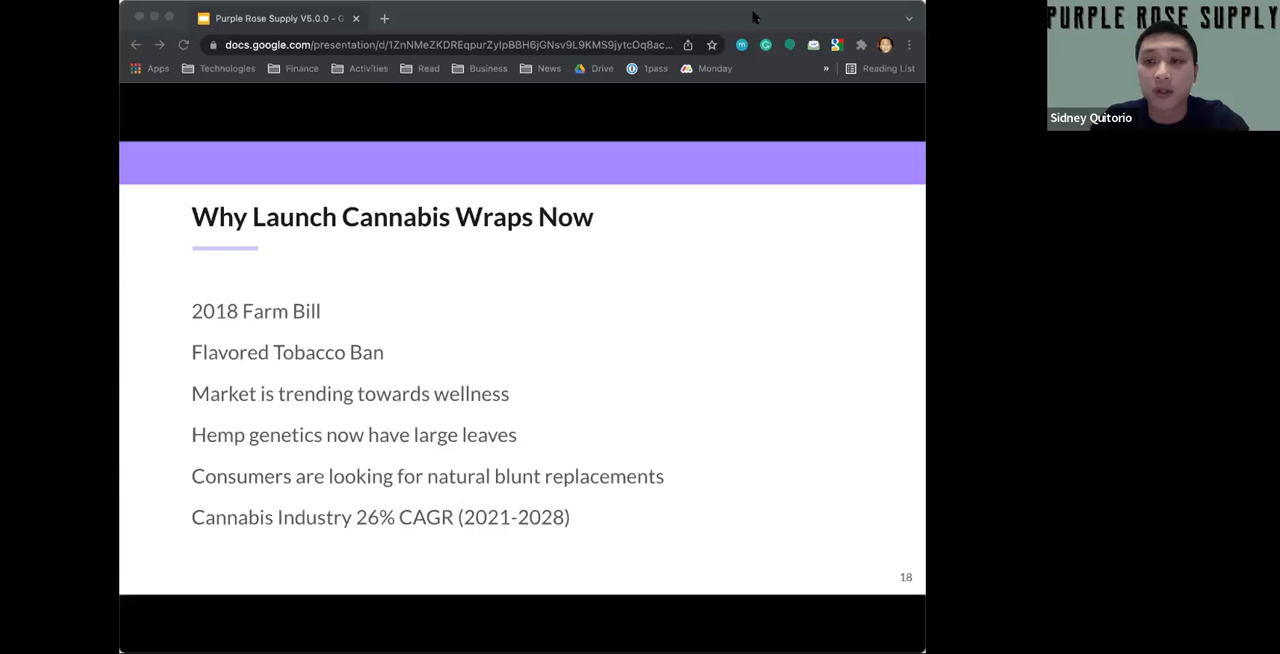 Purple Rose Supply V5.0.0 - G
docs.google.com/presentation/d/1ZnNMeZKDREqpurZylpBBH6jGNsv9L9KMS9jytcOq8ac...
Apps Technologies Finance Activities Read Business News Drive 1pass Monday » Reading List
PURPLE ROSE SUPPLY
Sidney Quitorio
Why Launch Cannabis Wraps Now
2018 Farm Bill
Flavored Tobacco Ban
Market is trending towards wellness
Hemp genetics now have large leaves
Consumers are looking for natural blunt replacements
Cannabis Industry 26% CAGR (2021-2028)
18